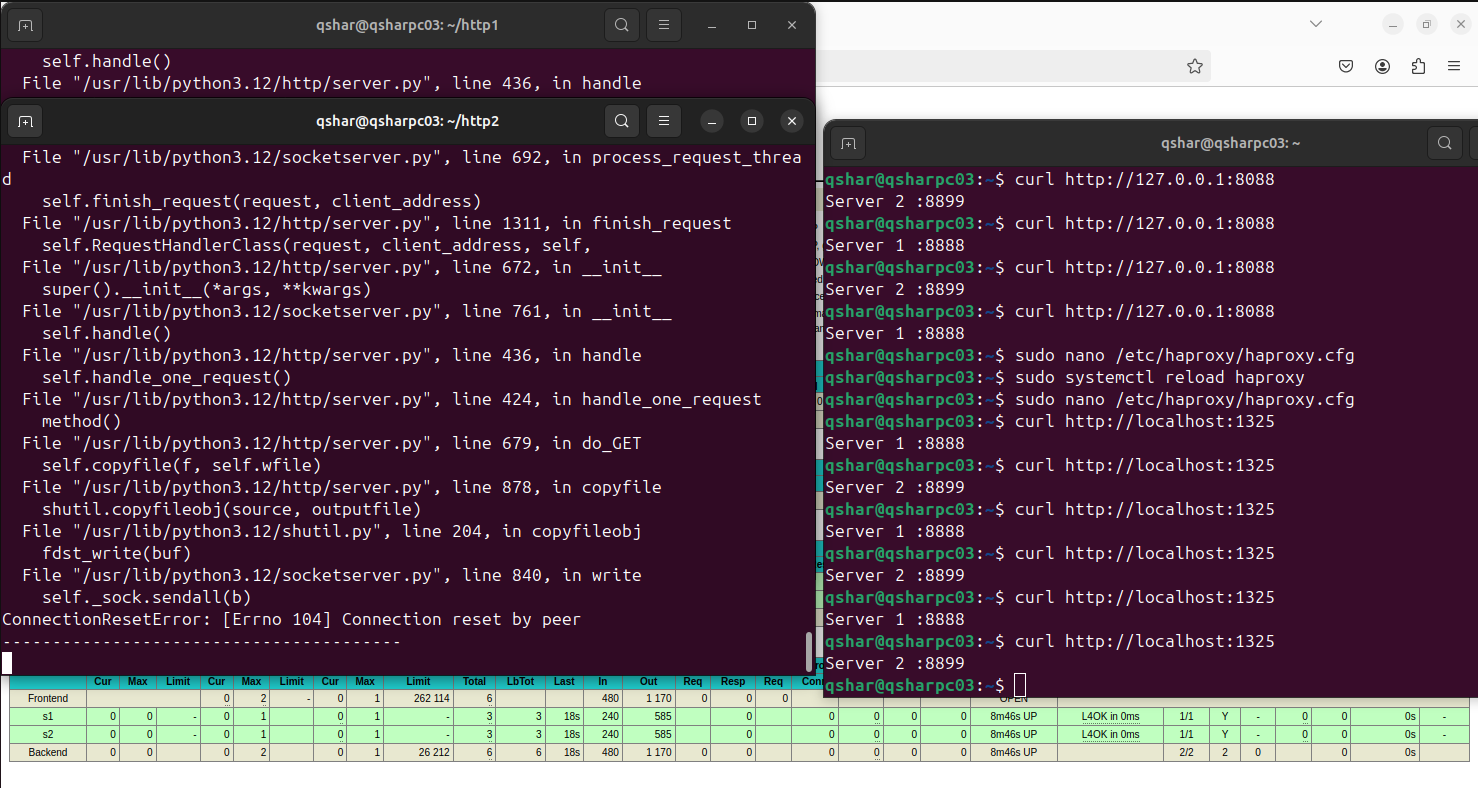 qshar@qsharpc03: ~/http1
self.handle()
File "/usr/lib/python3.12/http/server.py", line 436, in handle
qshar@qsharpc03: ~/http2
File "/usr/lib/python3.12/socketserver.py", line 692, in process_request_threa
d
self.finish_request(request, client_address)
File "/usr/lib/python3.12/http/server.py", line 1311, in finish_request
self.RequestHandlerClass(request, client_address, self,
File "/usr/lib/python3.12/http/server.py", line 672, in __init__
super().__init__(*args, **kwargs)
File "/usr/lib/python3.12/socketserver.py", line 761, in __init__
self.handle()
File "/usr/lib/python3.12/http/server.py", line 436, in handle
self.handle_one_request()
File "/usr/lib/python3.12/http/server.py", line 424, in handle_one_request
method()
File "/usr/lib/python3.12/http/server.py", line 679, in do_GET
self.copyfile(f, self.wfile)
File "/usr/lib/python3.12/http/server.py", line 878, in copyfile
shutil.copyfileobj(source, outputfile)
File "/usr/lib/python3.12/shutil.py", line 204, in copyfileobj
fdst_write(buf)
File "/usr/lib/python3.12/socketserver.py", line 840, in write
self._sock.sendall(b)
ConnectionResetError: [Errno 104] Connection reset by peer
----------------------------------------
qshar@qsharpc03: ~
qshar@qsharpc03:~$ curl http://127.0.0.1:8088
Server 2 :8899
qshar@qsharpc03:~$ curl http://127.0.0.1:8088
Server 1 :8888
qshar@qsharpc03:~$ curl http://127.0.0.1:8088
Server 2 :8899
qshar@qsharpc03:~$ curl http://127.0.0.1:8088
Server 1 :8888
qshar@qsharpc03:~$ sudo nano /etc/haproxy/haproxy.cfg
qshar@qsharpc03:~$ sudo systemctl reload haproxy
qshar@qsharpc03:~$ sudo nano /etc/haproxy/haproxy.cfg
qshar@qsharpc03:~$ curl http://localhost:1325
Server 1 :8888
qshar@qsharpc03:~$ curl http://localhost:1325
Server 2 :8899
qshar@qsharpc03:~$ curl http://localhost:1325
Server 1 :8888
qshar@qsharpc03:~$ curl http://localhost:1325
Server 2 :8899
qshar@qsharpc03:~$ curl http://localhost:1325
Server 1 :8888
qshar@qsharpc03:~$ curl http://localhost:1325
Server 2 :8899
qshar@qsharpc03:~$
Cur Max Limit Cur Max Limit Cur Max Limit Total LbTot Last In Out Req Resp Req Conn
Frontend 0 2 - 0 1 262 114 6 480 1 170 0 0 0 OPEN
s1 0 0 - 0 1 0 1 - 3 3 18s 240 585 0 0 0 0 0 8m46s UP L4OK in 0ms 1/1 Y - 0 0 0s -
s2 0 0 - 0 1 0 1 - 3 3 18s 240 585 0 0 0 0 0 8m46s UP L4OK in 0ms 1/1 Y - 0 0 0s -
Backend 0 0 0 2 0 1 26 212 6 6 18s 480 1 170 0 0 0 0 0 0 8m46s UP 2/2 2 0 0 0s